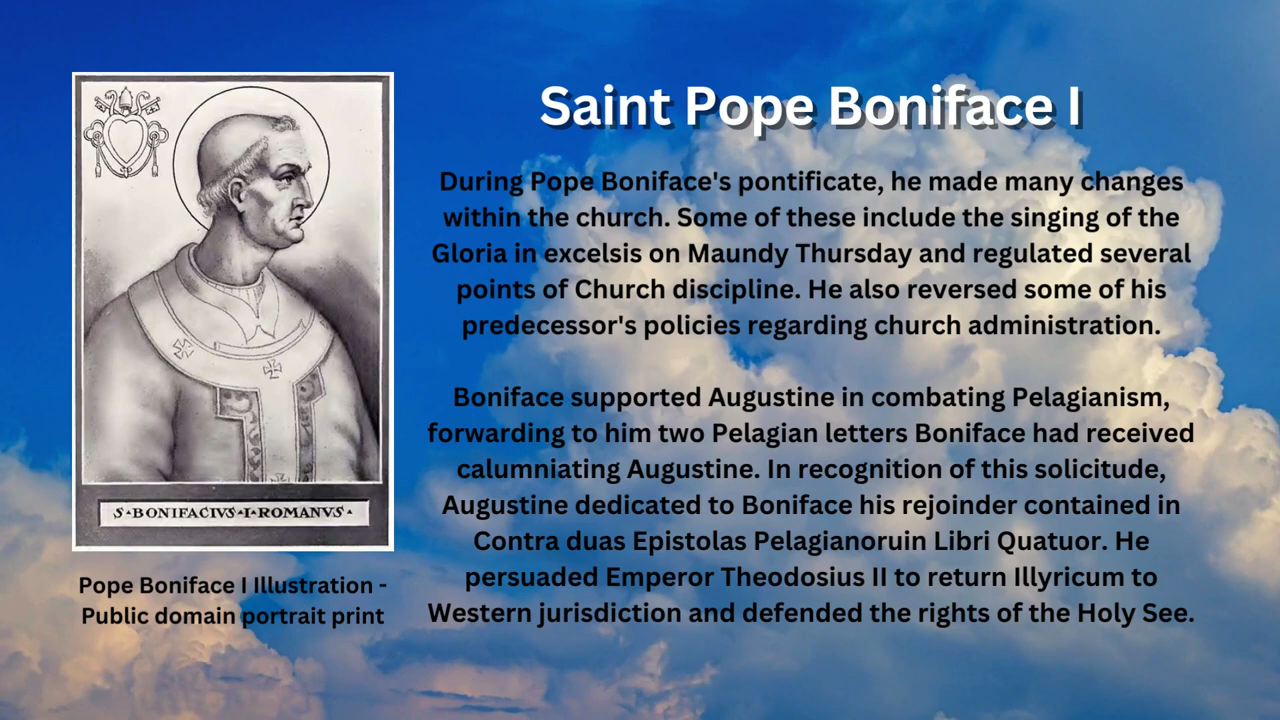 Saint Pope Boniface I
During Pope Boniface's pontificate, he made many changes
within the church. Some of these include the singing of the
Gloria in excelsis on Maundy Thursday and regulated several
points of Church discipline. He also reversed some of his
predecessor's policies regarding church administration.
Boniface supported Augustine in combating Pelagianism,
forwarding to him two Pelagian letters Boniface had received
calumniating Augustine. In recognition of this solicitude,
Augustine dedicated to Boniface his rejoinder contained in
Contra duas Epistolas Pelagianoruin Libri Quatuor. He
persuaded Emperor Theodosius II to return Illyricum to
Western jurisdiction and defended the rights of the Holy See.
S·BONIFACIVS·I·ROMANVS·
Pope Boniface I Illustration -
Public domain portrait print